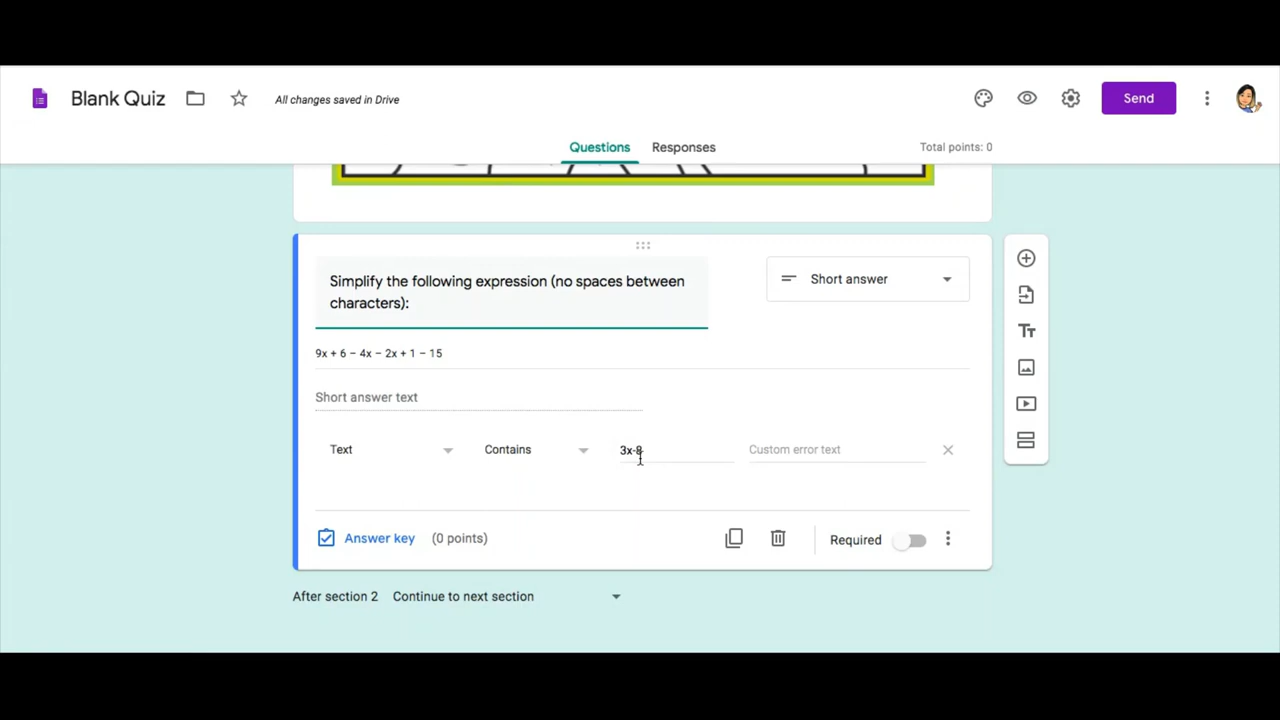 Blank Quiz
All changes saved in Drive
Send
Questions
Responses
Total points: 0
Simplify the following expression (no spaces between
characters):
Short answer
9x + 6 − 4x − 2x + 1 − 15
Short answer text
Text
Contains
3x-8
Custom error text
Answer key
(0 points)
Required
After section 2
Continue to next section